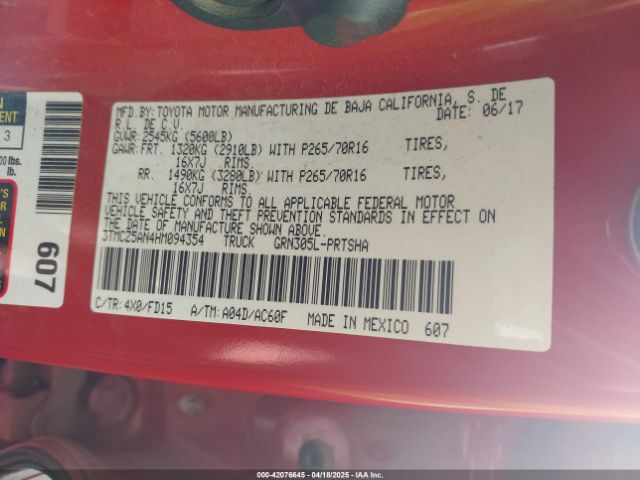 MFD.BY:TOYOTA MOTOR MANUFACTURING DE BAJA CALIFORNIA, S. DE
R.L. DE C.V. DATE: 06/17
GVWR:2545KG (5600LB)
GAWR:FRT. 1320KG (2910LB) WITH P265/70R16 TIRES,
16X7J RIMS.
RR. 1490KG (3280LB) WITH P265/70R16 TIRES,
16X7J RIMS
THIS VEHICLE CONFORMS TO ALL APPLICABLE FEDERAL MOTOR
VEHICLE SAFETY AND THEFT PREVENTION STANDARDS IN EFFECT ON
THE DATE OF MANUFACTURE SHOWN ABOVE.
3TMCZ5AN4HM094354 TRUCK GRN305L-PRTSHA
C/TR:4X0/FD15 A/TM:A04D/AC60F MADE IN MEXICO 607
3
lbs.
lb.
607
000-42076645 - 04/18/2025 - IAA Inc.